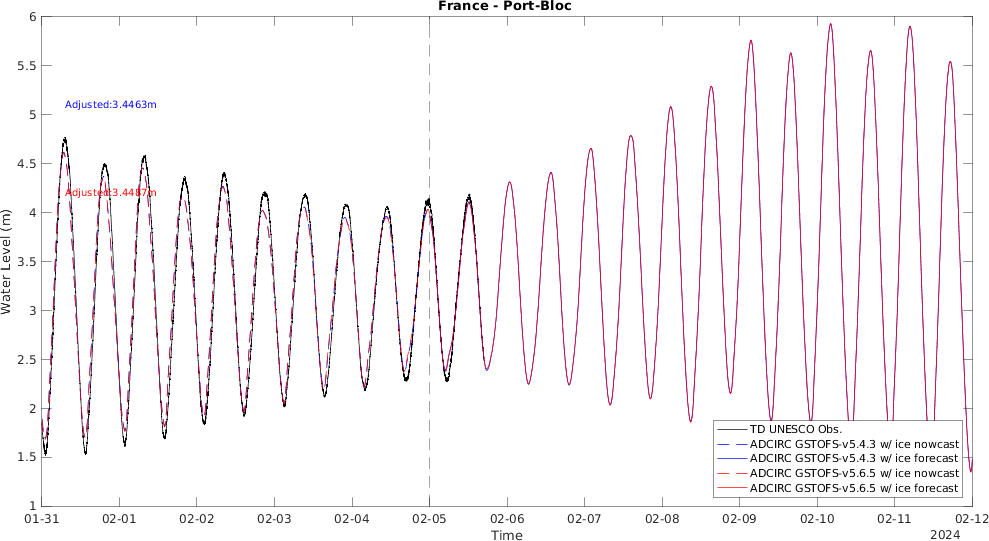 France - Port-Bloc
6
5.5
5
4.5
4
3.5
3
2.5
2
1.5
1
Water Level (m)
Adjusted:3.4463m
Adjusted:3.4487m
TD UNESCO Obs.
ADCIRC GSTOFS-v5.4.3 w/ ice nowcast
ADCIRC GSTOFS-v5.4.3 w/ ice forecast
ADCIRC GSTOFS-v5.6.5 w/ ice nowcast
ADCIRC GSTOFS-v5.6.5 w/ ice forecast
01-31 02-01 02-02 02-03 02-04 02-05 02-06 02-07 02-08 02-09 02-10 02-11 02-12
Time
2024